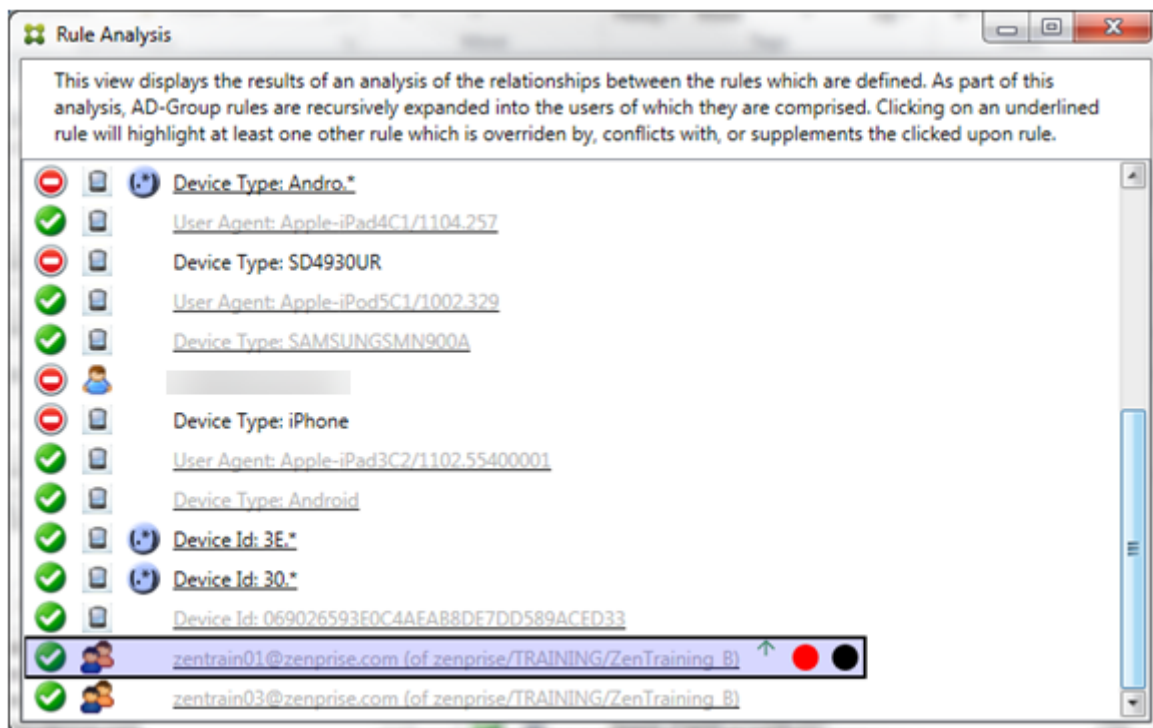 Rule Analysis
This view displays the results of an analysis of the relationships between the rules which are defined. As part of this
analysis, AD-Group rules are recursively expanded into the users of which they are comprised. Clicking on an underlined
rule will highlight at least one other rule which is overriden by, conflicts with, or supplements the clicked upon rule.
(.*) Device Type: Andro.*
User Agent: Apple-iPad4C1/1104.257
Device Type: SD4930UR
User Agent: Apple-iPod5C1/1002.329
Device Type: SAMSUNGSMN900A
Device Type: iPhone
User Agent: Apple-iPad3C2/1102.55400001
Device Type: Android
(.*) Device Id: 3E.*
(.*) Device Id: 30.*
Device Id: 069026593E0C4AEAB8DE7DD589ACED33
zentrain01@zenprise.com (of zenprise/TRAINING/ZenTraining_B)
zentrain03@zenprise.com (of zenprise/TRAINING/ZenTraining_B)